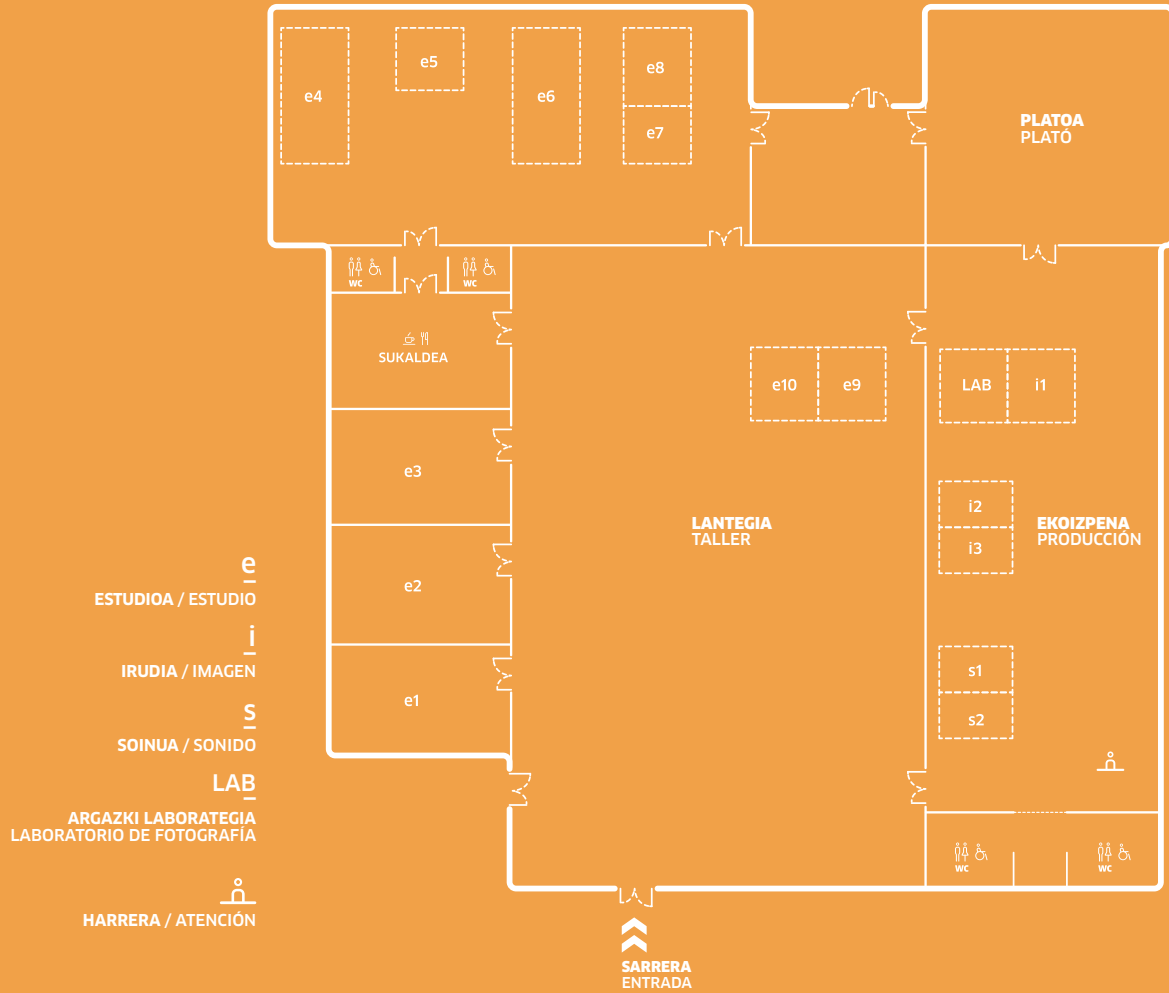 e4
e5
e6
e8
e7
PLATOA
PLATÓ
WC
WC
SUKALDEA
e10
e9
LAB
i1
e3
i2
i3
LANTEGIA
TALLER
EKOIZPENA
PRODUCCIÓN
e2
e1
s1
s2
WC
WC
e
ESTUDIOA / ESTUDIO
i
IRUDIA / IMAGEN
s
SOINUA / SONIDO
LAB
ARGAZKI LABORATEGIA
LABORATORIO DE FOTOGRAFÍA
HARRERA / ATENCIÓN
SARRERA
ENTRADA